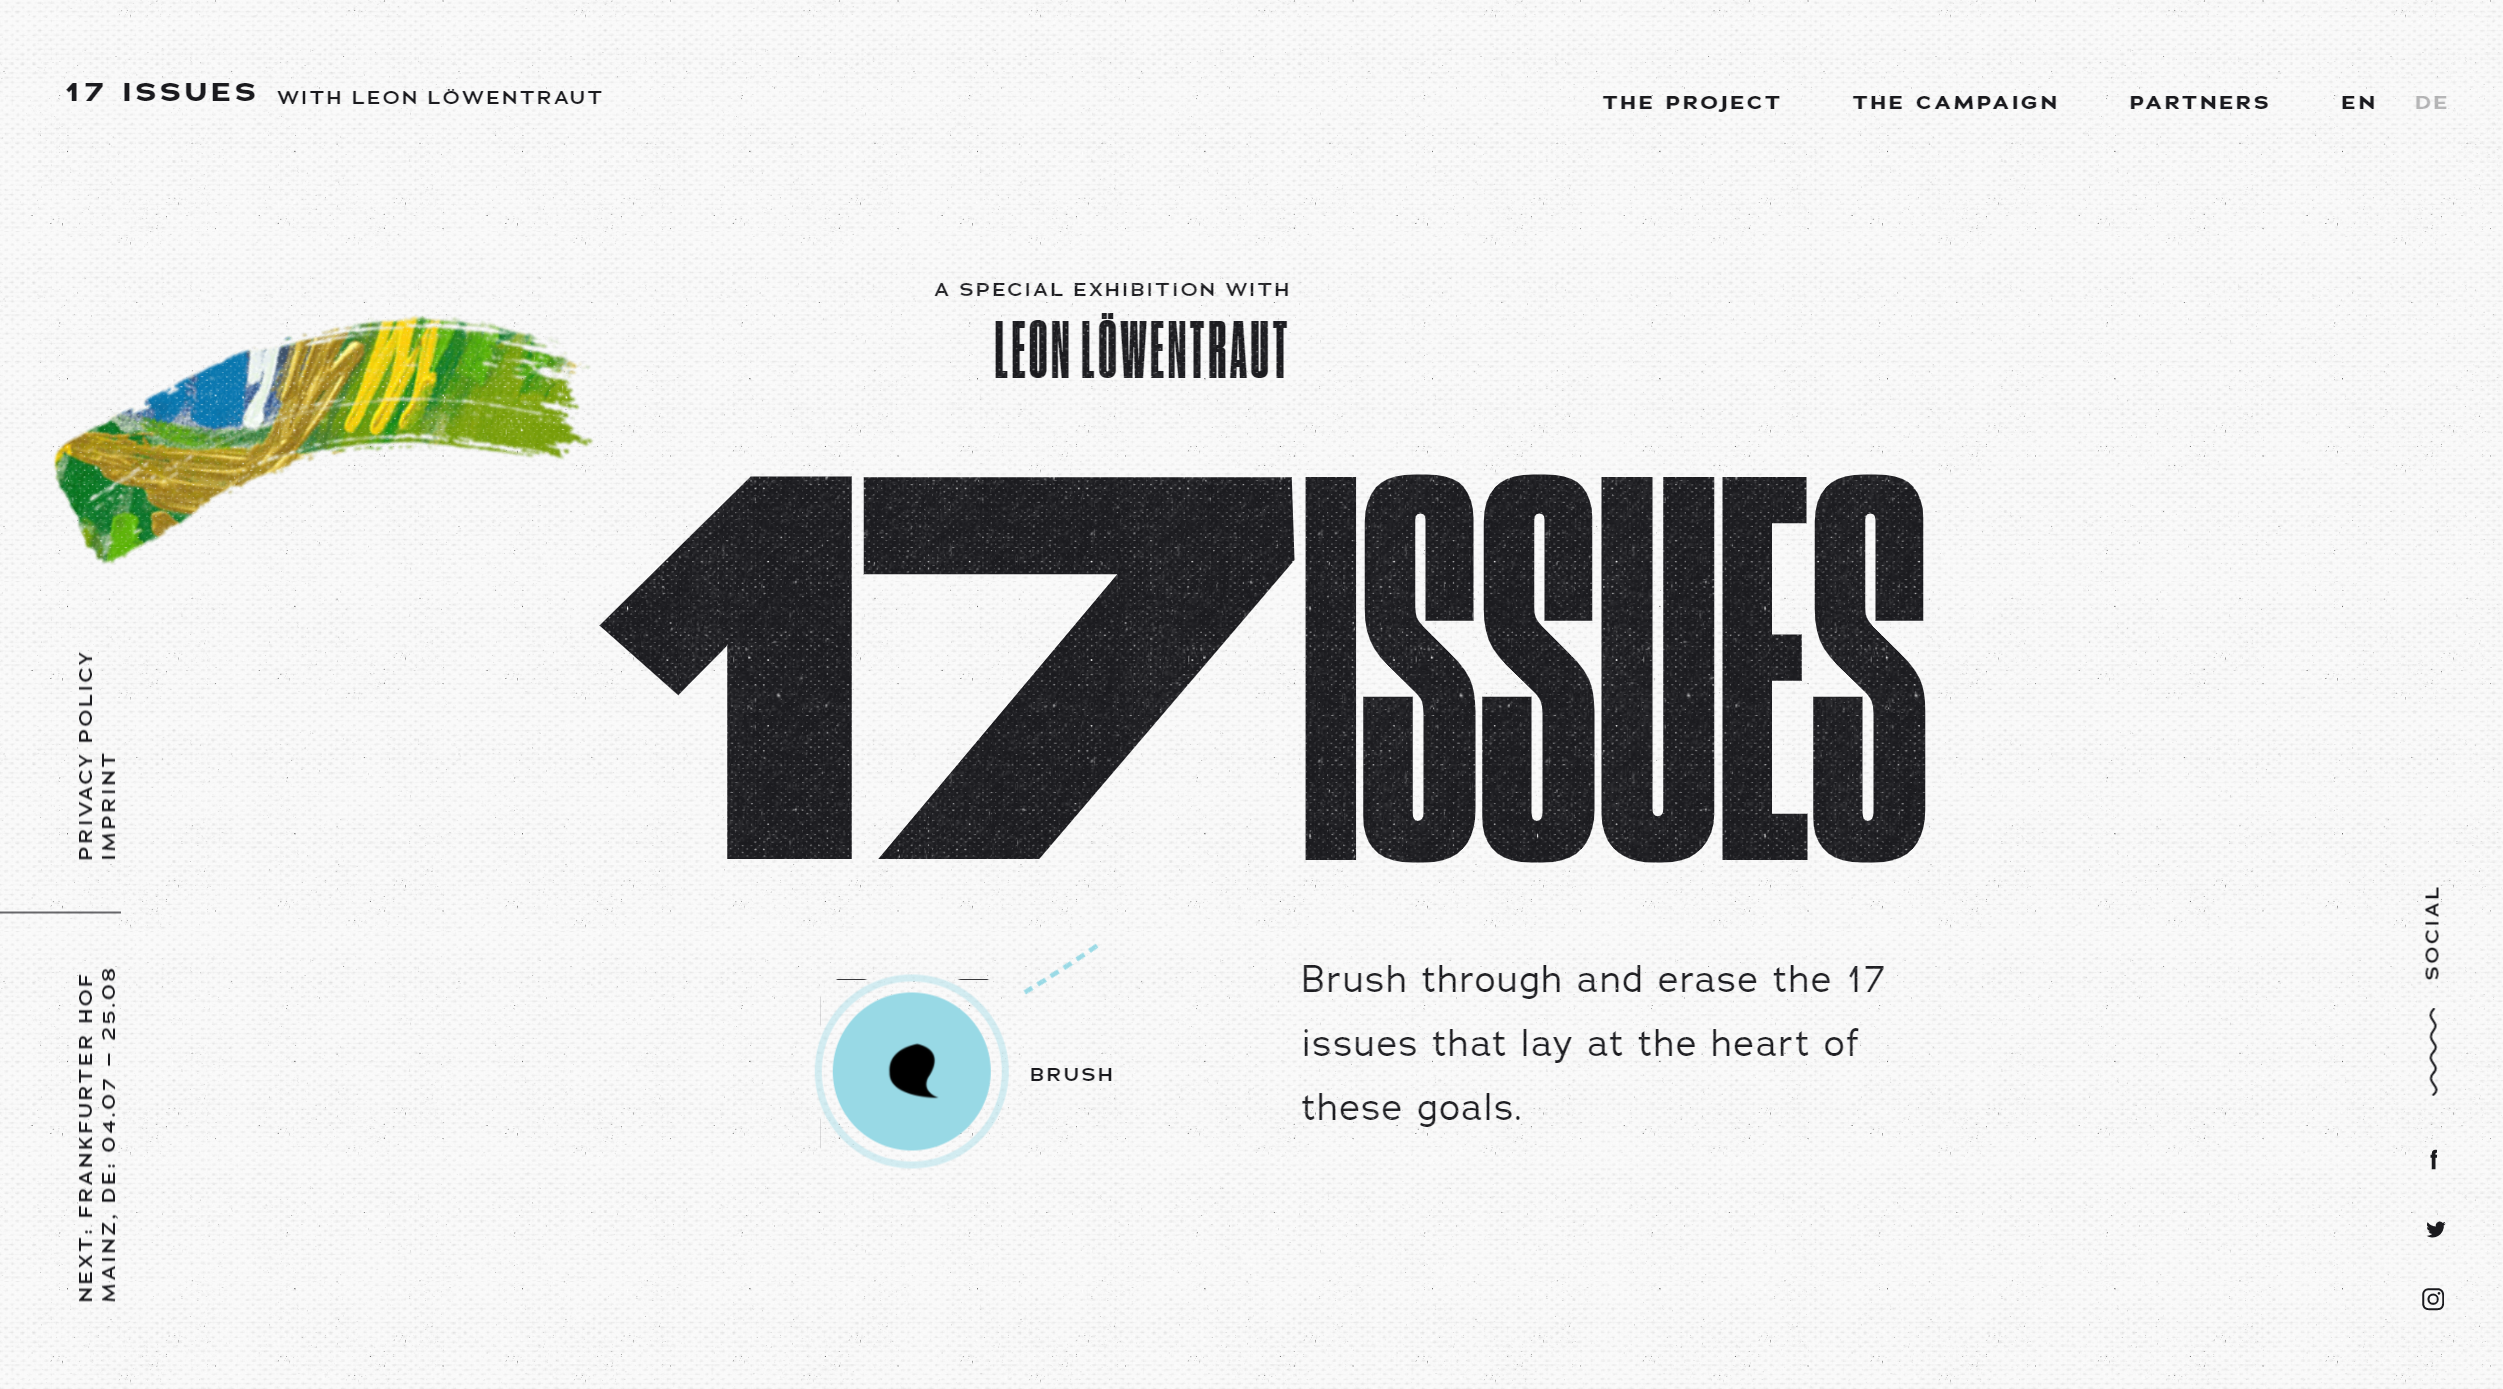 17 ISSUES WITH LEON LÖWENTRAUT
THE PROJECT THE CAMPAIGN PARTNERS EN DE
A SPECIAL EXHIBITION WITH
LEON LÖWENTRAUT
17 ISSUES
PRIVACY POLICY
IMPRINT
NEXT: FRANKFURTER HOF
MAINZ, DE: 04.07 – 25.08
BRUSH
Brush through and erase the 17
issues that lay at the heart of
these goals.
SOCIAL